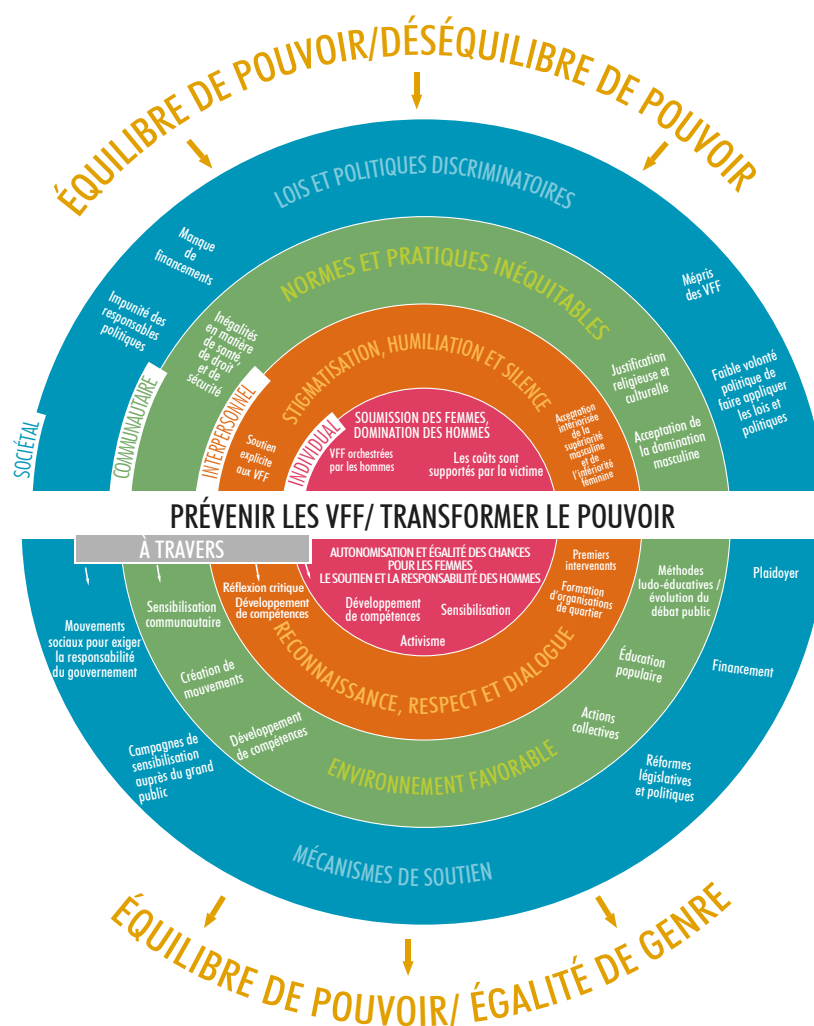 ÉQUILIBRE DE POUVOIR/DÉSÉQUILIBRE DE POUVOIR
LOIS ET POLITIQUES DISCRIMINATOIRES
Manque
de
financements
Impunité des
responsables
politiques
Mépris
des VFF
Faible volonté
politique de
faire appliquer
les lois et
politiques
SOCIÉTAL
NORMES ET PRATIQUES INÉQUITABLES
Inégalités
en matière
de santé,
de droit
et de
sécurité
Justification
religieuse et
culturelle
Acceptation de
la domination
masculine
COMMUNAUTAIRE
STIGMATISATION, HUMILIATION ET SILENCE
Soutien
explicite
aux VFF
Acceptation
intériorisée
de la
supériorité
masculine
et de
l'infériorité
féminine
INTERPERSONNEL
SOUMISSION DES FEMMES,
DOMINATION DES HOMMES
VFF orchestrées
par les hommes
Les coûts sont
supportés par la victime
INDIVIDUAL
PRÉVENIR LES VFF/ TRANSFORMER LE POUVOIR
À TRAVERS
AUTONOMISATION ET ÉGALITÉ DES CHANCES
POUR LES FEMMES
LE SOUTIEN ET LA RESPONSABILITÉ DES HOMMES
Développement
de compétences
Sensibilisation
Activisme
Réflexion critique
Développement
de compétences
Premiers
intervenants
Formation
d'organisations
de quartier
RECONNAISSANCE, RESPECT ET DIALOGUE
Sensibilisation
communautaire
Création de
mouvements
Développement
de compétences
Méthodes
ludo-éducatives /
évolution du
débat public
Éducation
populaire
Actions
collectives
ENVIRONNEMENT FAVORABLE
Mouvements
sociaux pour exiger
la responsabilité
du gouvernement
Campagnes de
sensibilisation
auprès du grand
public
Plaidoyer
Financement
Réformes
législatives
et politiques
MÉCANISMES DE SOUTIEN
ÉQUILIBRE DE POUVOIR/ ÉGALITÉ DE GENRE